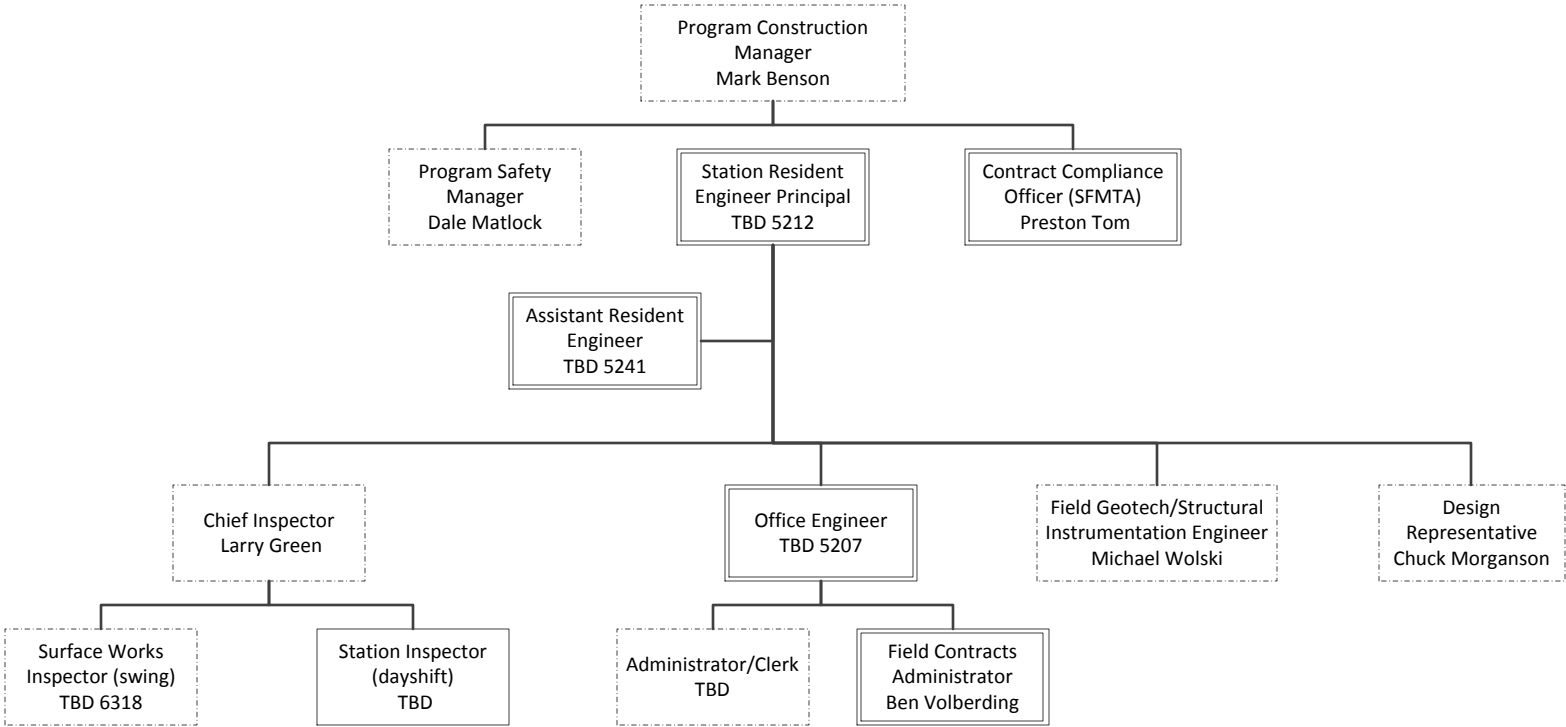 Program Construction
Manager
Mark Benson
Program Safety
Manager
Dale Matlock
Station Resident
Engineer Principal
TBD 5212
Contract Compliance
Officer (SFMTA)
Preston Tom
Assistant Resident
Engineer
TBD 5241
Chief Inspector
Larry Green
Office Engineer
TBD 5207
Field Geotech/Structural
Instrumentation Engineer
Michael Wolski
Design
Representative
Chuck Morganson
Surface Works
Inspector (swing)
TBD 6318
Station Inspector
(dayshift)
TBD
Administrator/Clerk
TBD
Field Contracts
Administrator
Ben Volberding